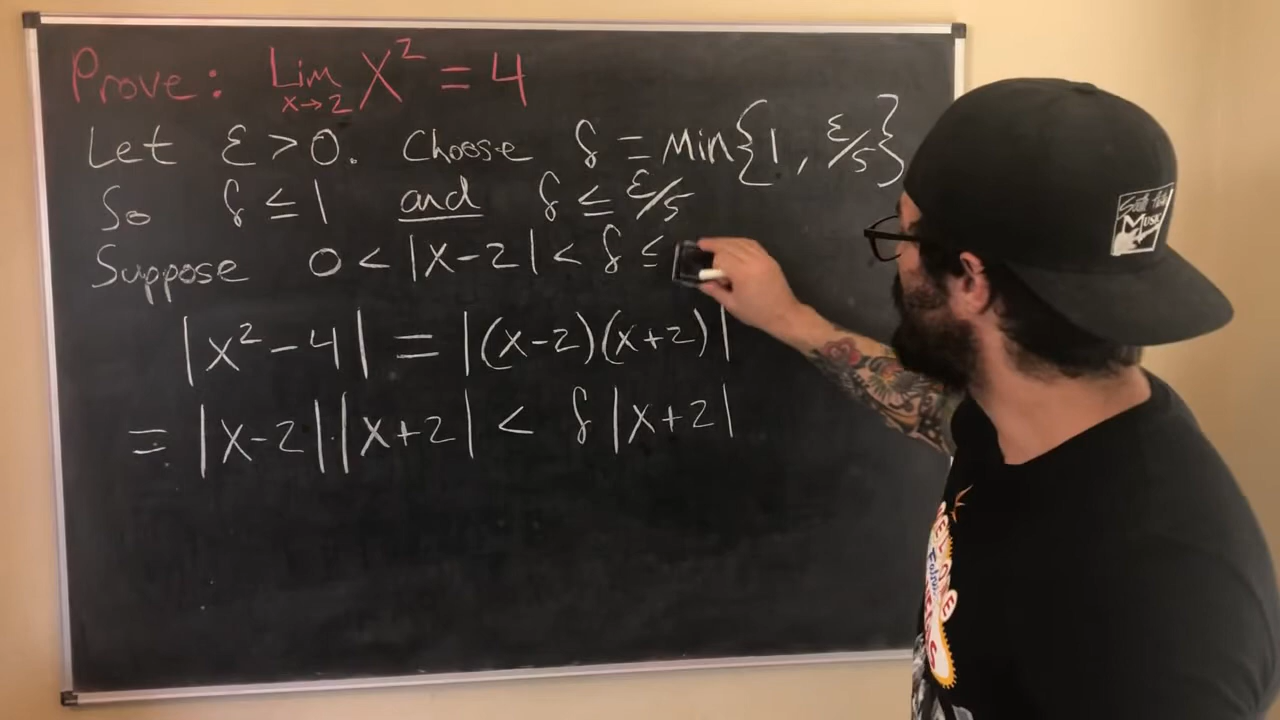 Prove: Lim x→2 x² = 4
Let ε > 0. Choose δ = Min{1, ε/5}
So δ ≤ 1 and δ ≤ ε/5
Suppose 0 < |x-2| < δ ≤
|x² - 4| = |(x-2)(x+2)|
= |x-2|·|x+2| < δ|x+2|
MUSIC